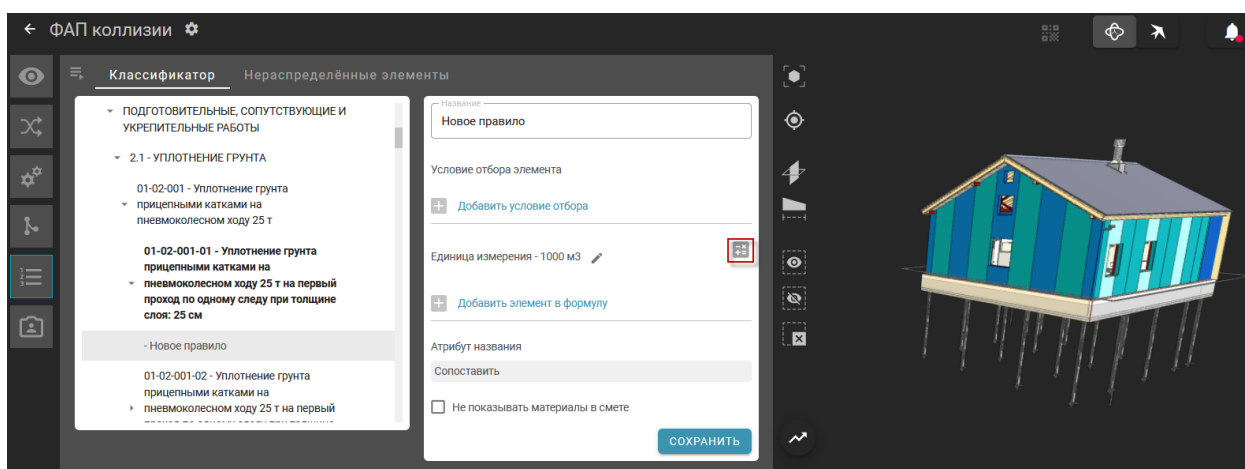 ФАП коллизии
Классификатор
Нераспределённые элементы
ПОДГОТОВИТЕЛЬНЫЕ, СОПУТСТВУЮЩИЕ И
УКРЕПИТЕЛЬНЫЕ РАБОТЫ
2.1 - УПЛОТНЕНИЕ ГРУНТА
01-02-001 - Уплотнение грунта
прицепными катками на
пневмоколесном ходу 25 т
01-02-001-01 - Уплотнение грунта
прицепными катками на
пневмоколесном ходу 25 т на первый
проход по одному следу при толщине
слоя: 25 см
- Новое правило
01-02-001-02 - Уплотнение грунта
прицепными катками на
пневмоколесном ходу 25 т на первый
Название
Новое правило
Условие отбора элемента
Добавить условие отбора
Единица измерения - 1000 м3
Добавить элемент в формулу
Атрибут названия
Сопоставить
Не показывать материалы в смете
СОХРАНИТЬ